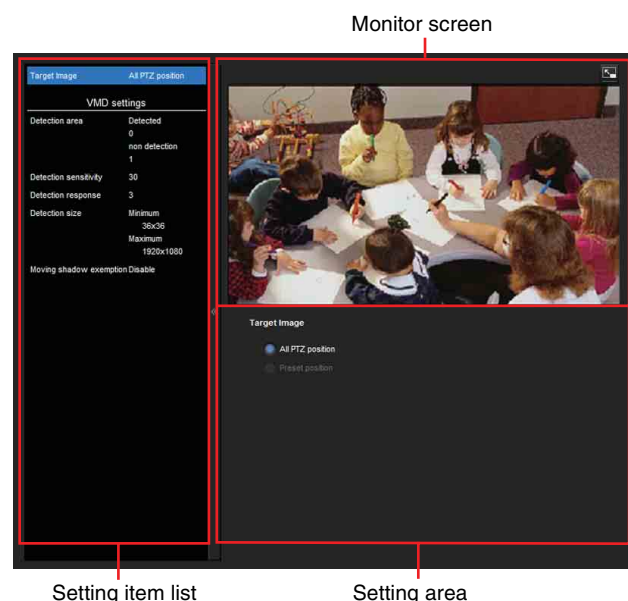 Monitor screen
Target Image All PTZ position
VMD settings
Detection area Detected
0
non detection
1
Detection sensitivity 30
Detection response 3
Detection size Minimum
36x36
Maximum
1920x1080
Moving shadow exemption Disable
Target Image
All PTZ position
Preset position
Setting item list
Setting area